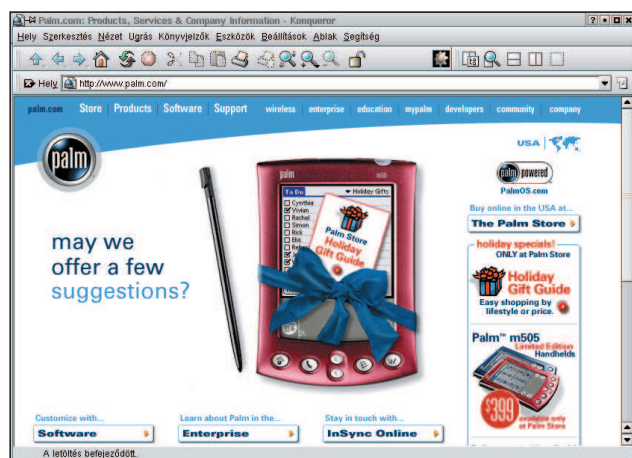 Palm.com: Products, Services & Company Information - Konqueror
Hely Szerkesztés Nézet Ugrás Könyvjelzők Eszközök Beállítások Ablak Segítség
Hely http://www.palm.com/
palm.com Store Products Software Support wireless enterprise education mypalm developers community company
USA
palm
palm powered
PalmOS.com
Buy online in the USA at...
The Palm Store
may we
offer a few
suggestions?
palm
To Do Holiday Gifts
Cynthia
Vivian
Rachel
Simon
Rick
Ella
Palm Store
Holiday
Gift Guide
holiday specials!
ONLY at Palm Store
Holiday
Gift Guide
Easy shopping by
lifestyle or price.
Palm™ m505
Limited Edition
Handhelds
$399 available only
at Palm Store
Customize with...
Software
Learn about Palm in the...
Enterprise
Stay in touch with...
InSync Online
A letöltés befejeződött.